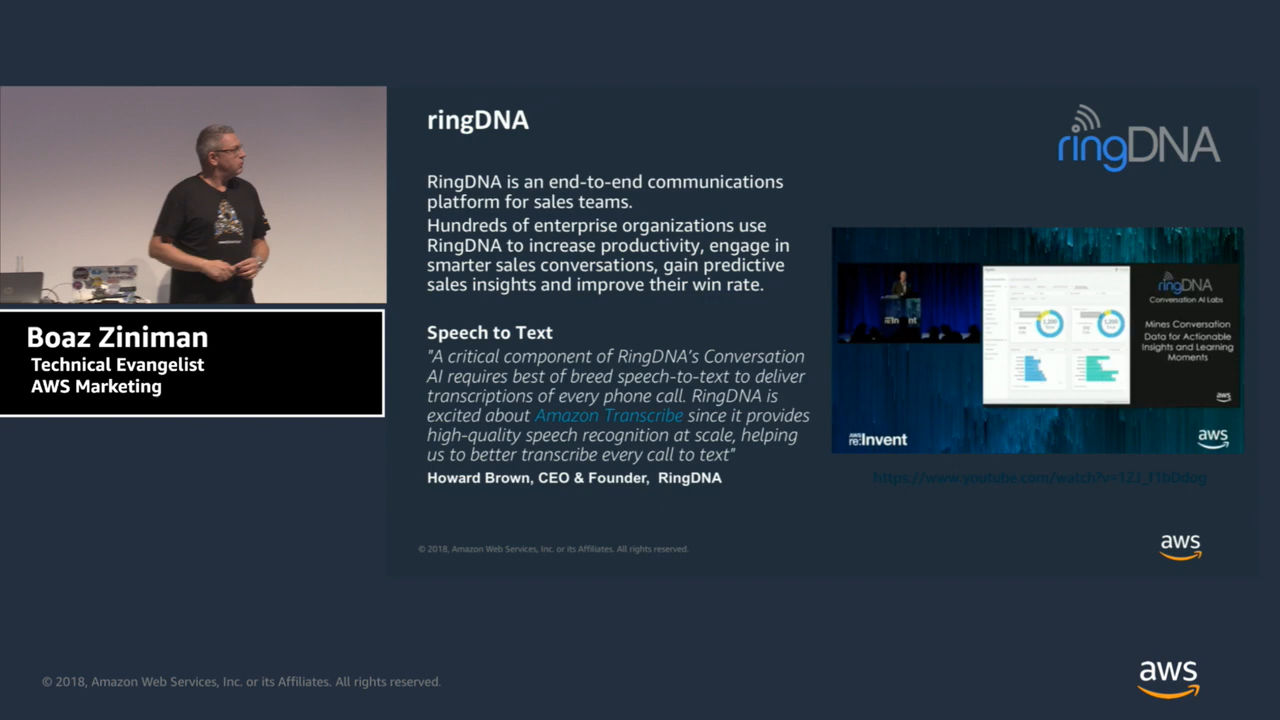 Boaz Ziniman
Technical Evangelist
AWS Marketing
ringDNA
ringDNA
RingDNA is an end-to-end communications
platform for sales teams.
Hundreds of enterprise organizations use
RingDNA to increase productivity, engage in
smarter sales conversations, gain predictive
sales insights and improve their win rate.
Speech to Text
"A critical component of RingDNA's Conversation
AI requires best of breed speech-to-text to deliver
transcriptions of every phone call. RingDNA is
excited about Amazon Transcribe since it provides
high-quality speech recognition at scale, helping
us to better transcribe every call to text"
Howard Brown, CEO & Founder, RingDNA
ringDNA
Conversation AI Labs
Mines Conversation
Data for Actionable
Insights and Learning
Moments
aws
AWS
re:Invent
aws
© 2018, Amazon Web Services, Inc. or its Affiliates. All rights reserved.
aws
© 2018, Amazon Web Services, Inc. or its Affiliates. All rights reserved.
aws